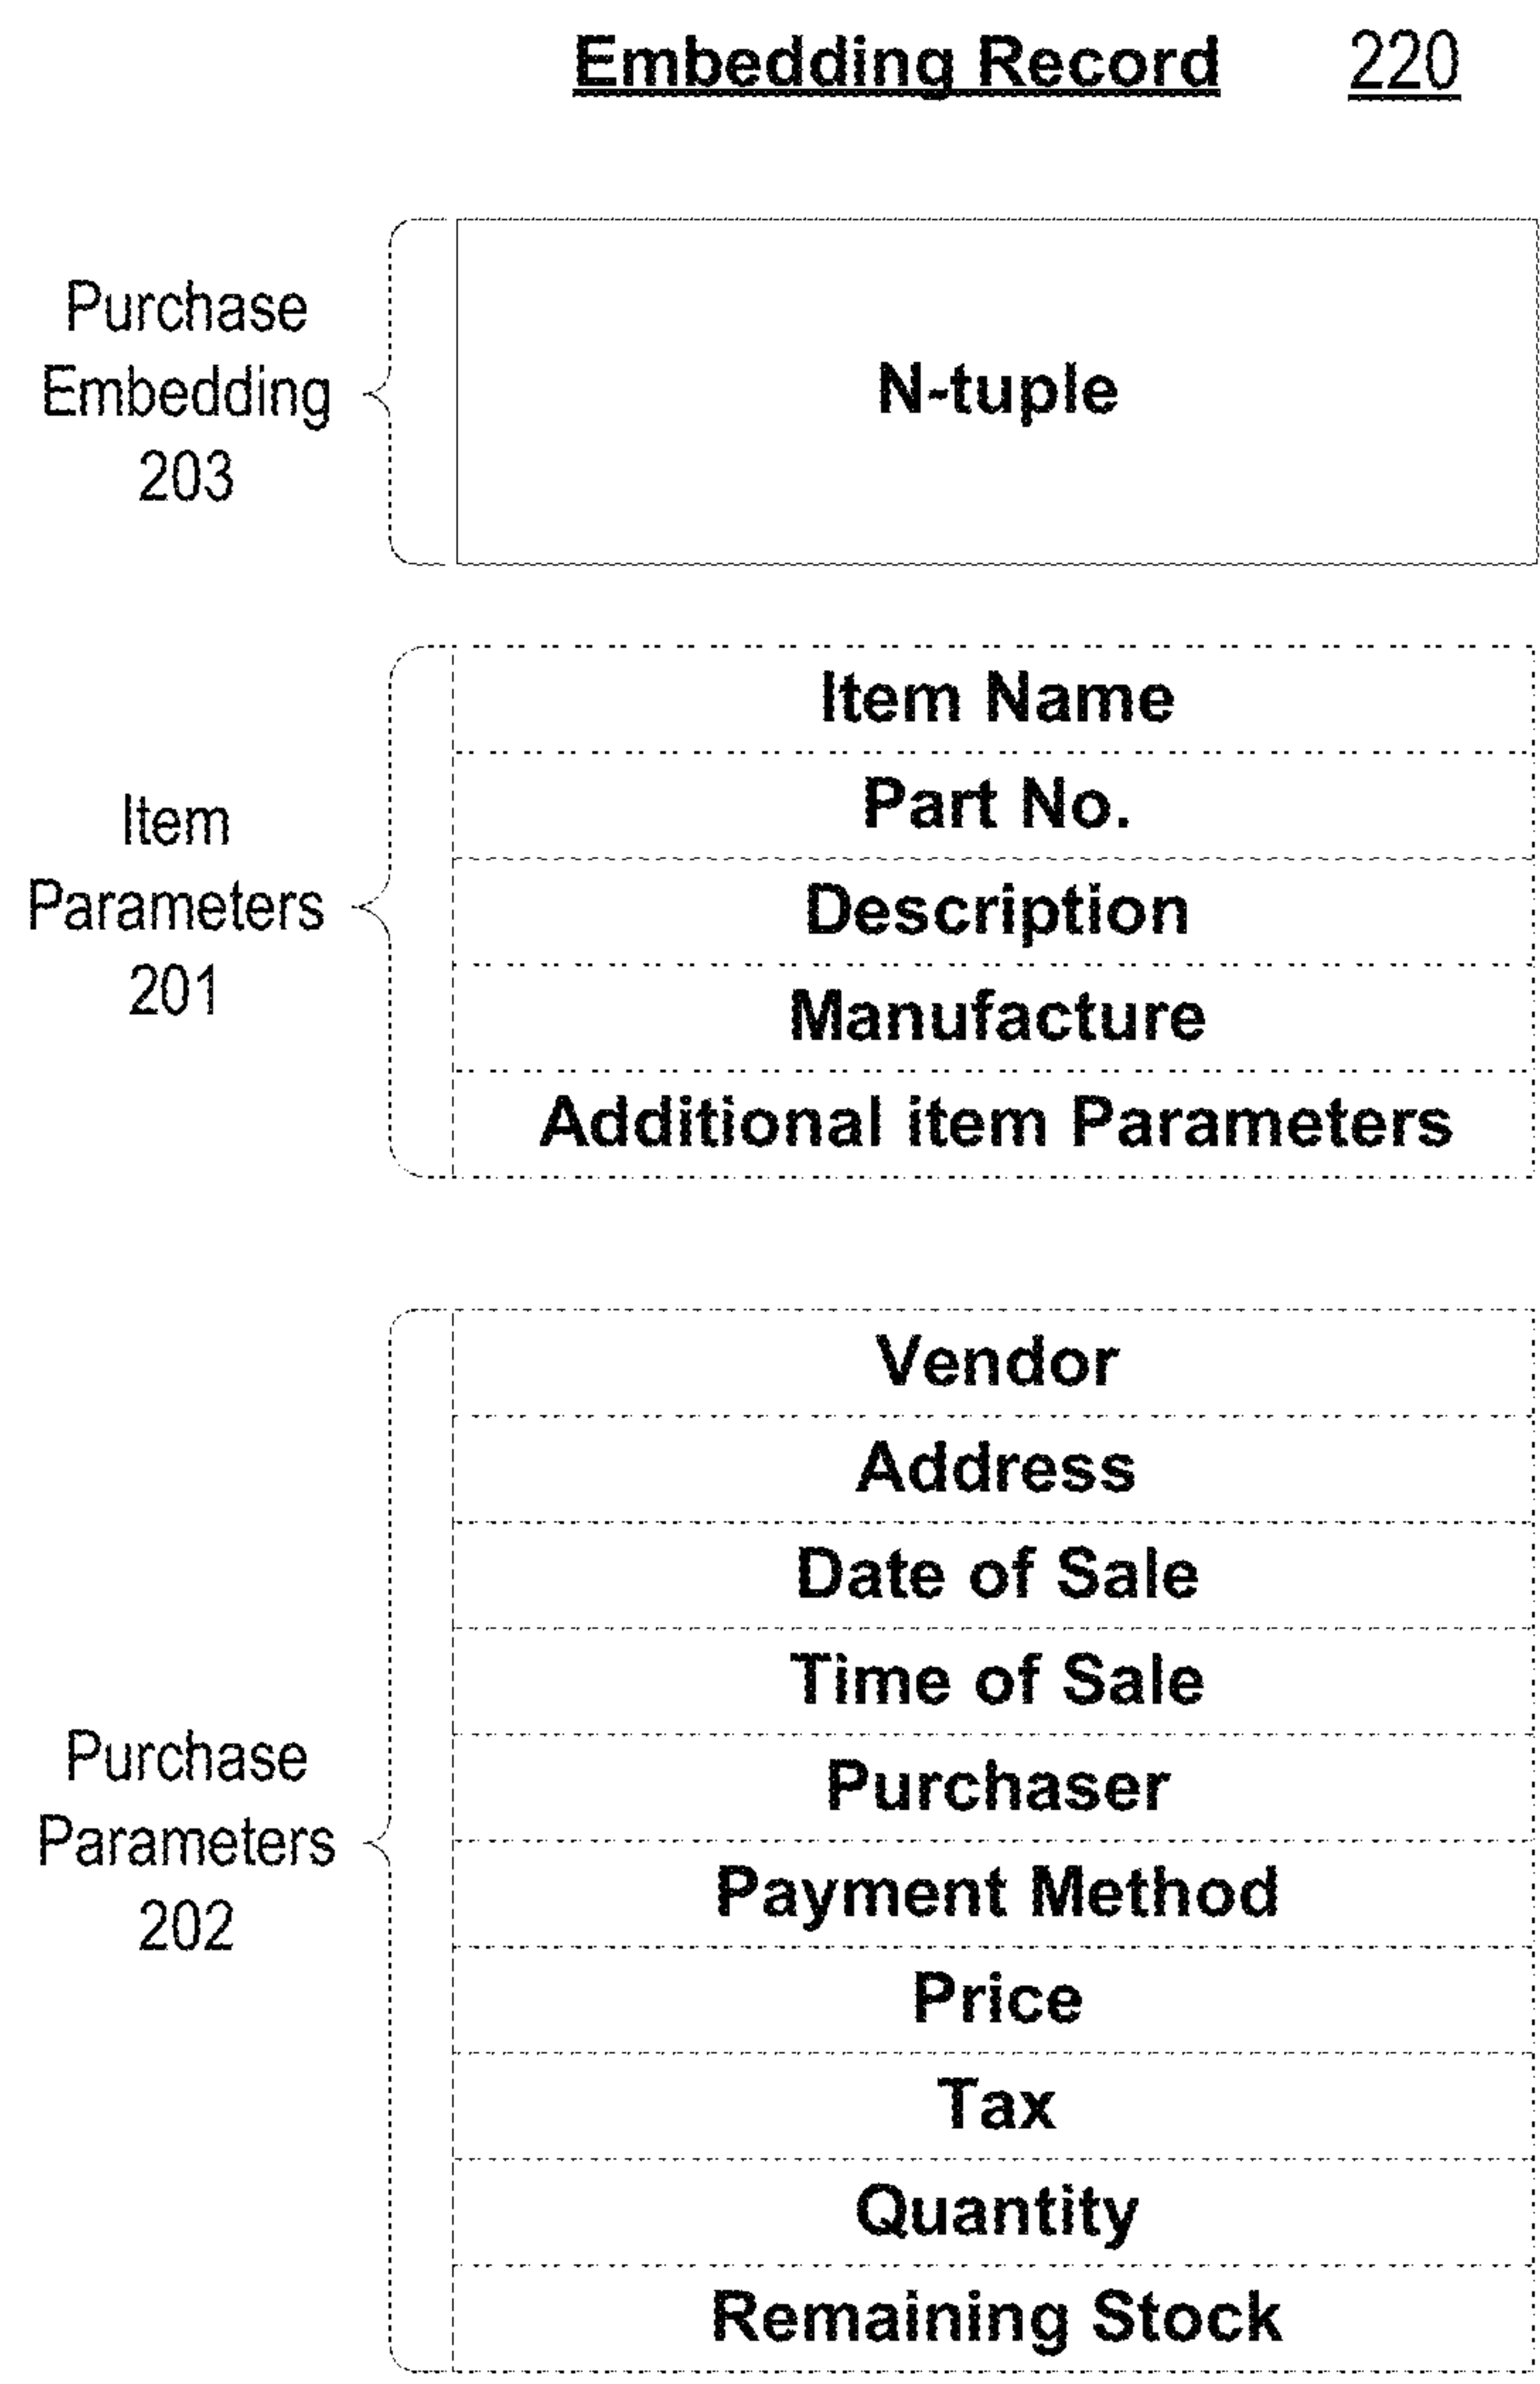 Embedding Record 220
Purchase
Embedding
203
N-tuple
Item
Parameters
201
Item Name
Part No.
Description
Manufacture
Additional item Parameters
Purchase
Parameters
202
Vendor
Address
Date of Sale
Time of Sale
Purchaser
Payment Method
Price
Tax
Quantity
Remaining Stock